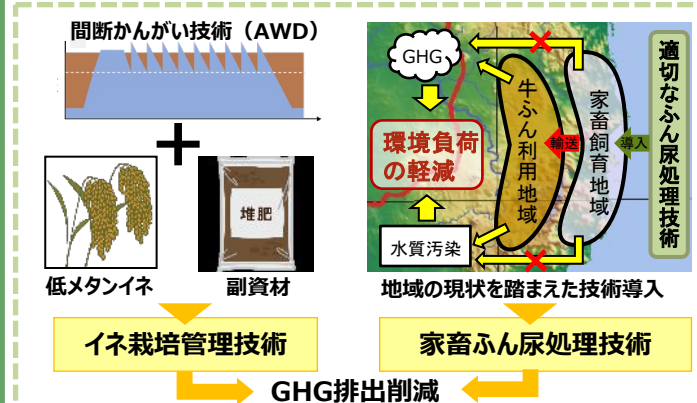 間断かんがい技術（AWD）
堆肥
低メタンイネ
副資材
イネ栽培管理技術
GHG
環境負荷
の軽減
水質汚染
牛ふん利用地域
輸送
家畜飼育地域
導入
適切なふん尿処理技術
地域の現状を踏まえた技術導入
家畜ふん尿処理技術
GHG排出削減